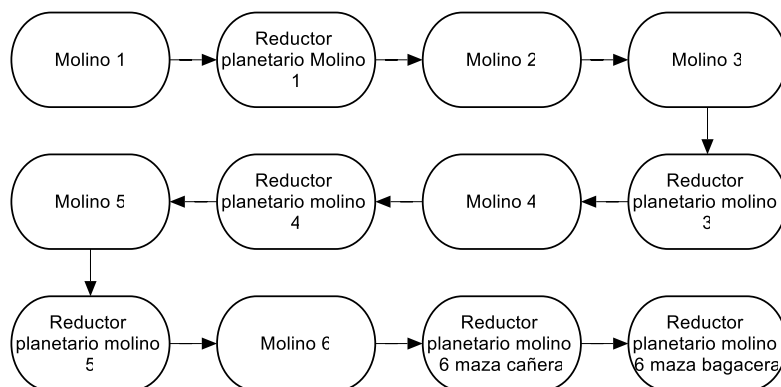 Molino 1
Reductor
planetario Molino
1
Molino 2
Molino 3
Reductor
planetario molino
3
Molino 4
Reductor
planetario molino
4
Molino 5
Reductor
planetario molino
5
Molino 6
Reductor
planetario molino
6 maza cañera
Reductor
planetario molino
6 maza bagacera